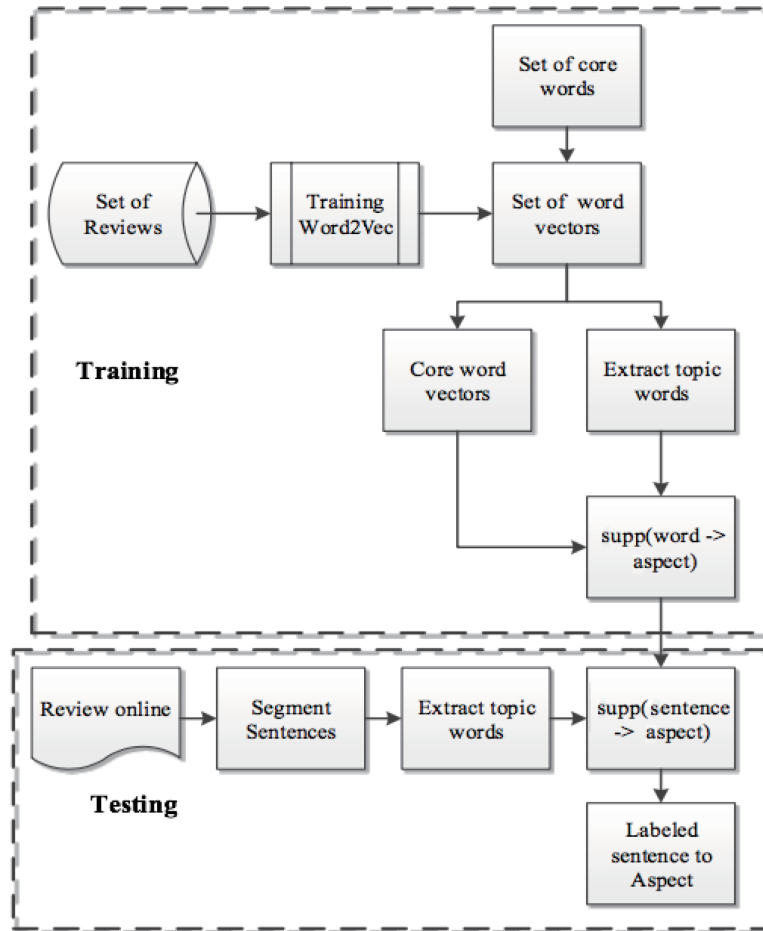 Set of core
words
Set of
Reviews
Training
Word2Vec
Set of word
vectors
Training
Core word
vectors
Extract topic
words
supp(word ->
aspect)
Review online
Segment
Sentences
Extract topic
words
supp(sentence
-> aspect)
Testing
Labeled
sentence to
Aspect